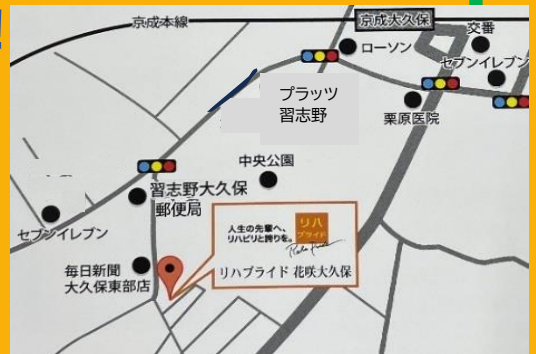 京成本線
京成大久保
交番
ローソン
セブンイレブン
プラッツ
習志野
栗原医院
中央公園
習志野大久保
郵便局
セブンイレブン
人生の先輩へ、
リハビリと誇りを。
リハ
プライド
リハプライド 花咲大久保
毎日新聞
大久保東部店